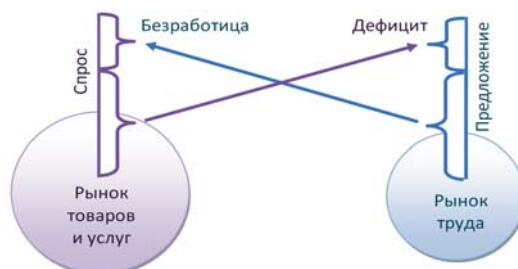 Безработица
Дефицит
Спрос
Предложение
Рынок
товаров
и услуг
Рынок
труда